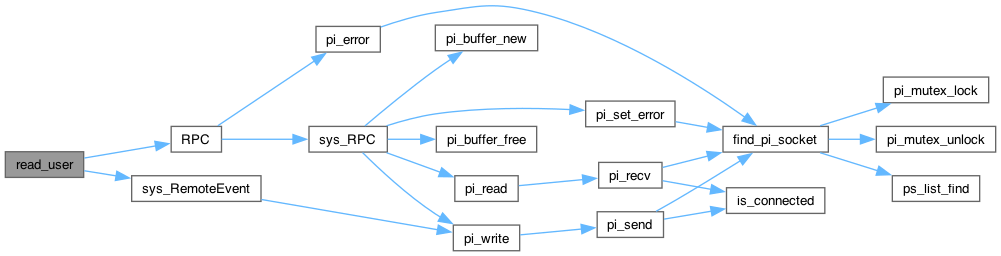 read_user
RPC
sys_RemoteEvent
pi_error
sys_RPC
pi_buffer_new
pi_buffer_free
pi_read
pi_write
pi_set_error
pi_recv
pi_send
find_pi_socket
is_connected
pi_mutex_lock
pi_mutex_unlock
ps_list_find